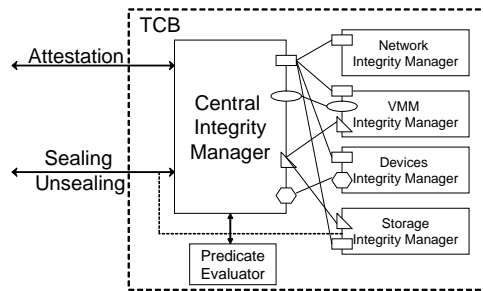 TCB
Attestation
Sealing
Unsealing
Central
Integrity
Manager
Predicate
Evaluator
Network
Integrity Manager
VMM
Integrity Manager
Devices
Integrity Manager
Storage
Integrity Manager